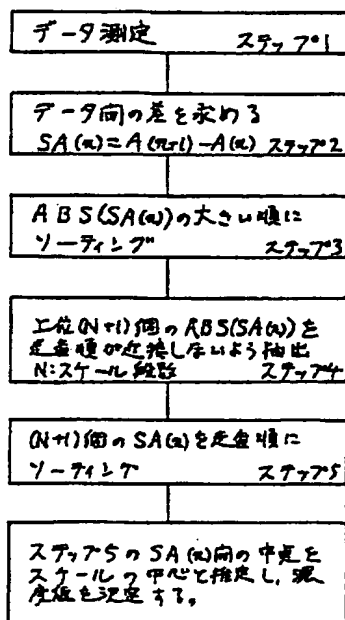 データ測定
ステップ1
データ間の差を求める
SA(n)=A(n+1)-A(n) ステップ2
ABS(SA(n))の大きい順に
ソーティング ステップ3
上位(N+1)個のABS(SA(n))を
走査順が近接しないよう抽出
N:スケール段数 ステップ4
(N+1)個のSA(n)を走査順に
ソーティング ステップ5
ステップ5のSA(n)間の中点を
スケールの中心と推定し、濃
度値を決定する。